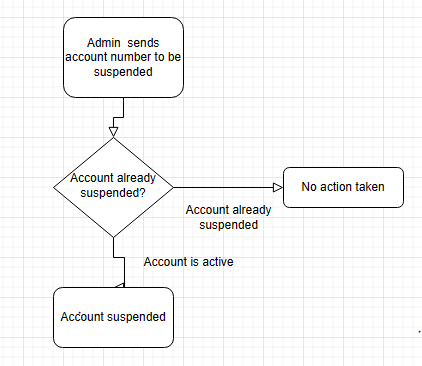 Admin sends
account number to be
suspended
Account already
suspended?
No action taken
Account already
suspended
Account is active
Account suspended